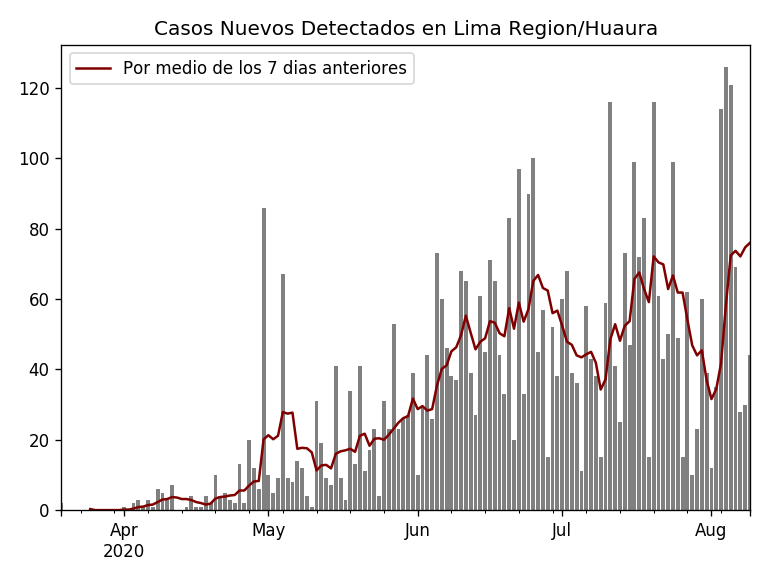 Casos Nuevos Detectados en Lima Region/Huaura
Por medio de los 7 dias anteriores
120
100
80
60
40
20
0
Apr May Jun Jul Aug
2020